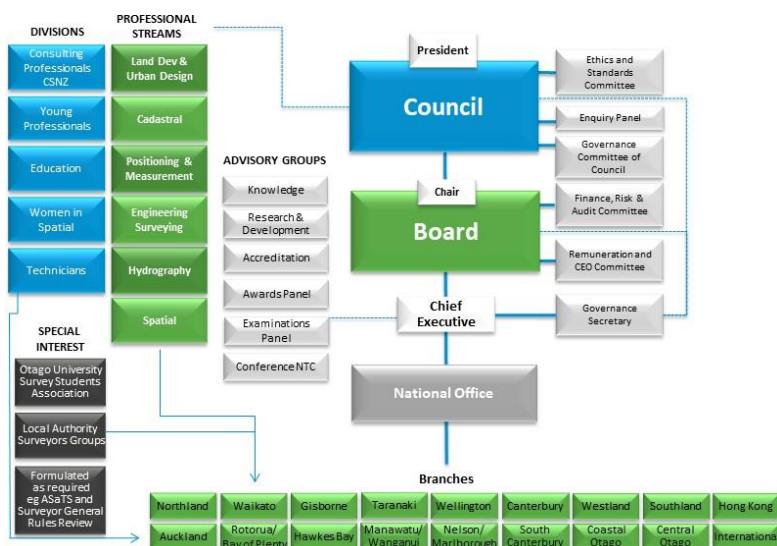 DIVISIONS
Consulting
Professionals
CSNZ
Young
Professionals
Education
Women in
Spatial
Technicians
PROFESSIONAL
STREAMS
Land Dev &
Urban Design
Cadastral
Positioning &
Measurement
Engineering
Surveying
Hydrography
Spatial
SPECIAL
INTEREST
Otago University
Survey Students
Association
Local Authority
Surveyors Groups
Formulated
as required
eg ASaTS and
Surveyor General
Rules Review
ADVISORY GROUPS
Knowledge
Research &
Development
Accreditation
Awards Panel
Examinations
Panel
Conference NTC
President
Council
Chair
Board
Chief
Executive
National Office
Ethics and
Standards
Committee
Enquiry Panel
Governance
Committee of
Council
Finance, Risk &
Audit Committee
Remuneration and
CEO Committee
Governance
Secretary
Branches
Northland
Waikato
Gisborne
Taranaki
Wellington
Canterbury
Westland
Southland
Hong Kong
Auckland
Rotorua/
Bay of Plenty
Hawkes Bay
Manawatu/
Wanganui
Nelson/
Marlborough
South
Canterbury
Coastal
Otago
Central
Otago
International